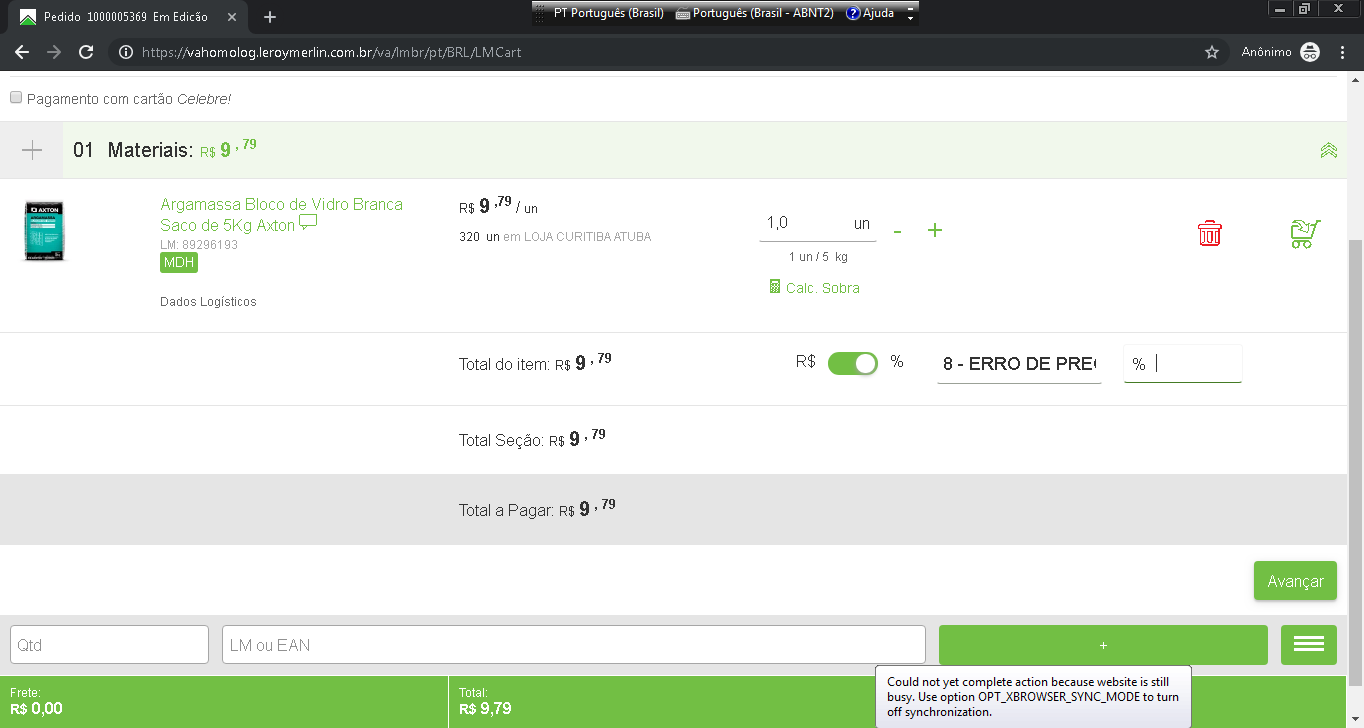 PT Português (Brasil) Português (Brasil - ABNT2) Ajuda
Pedido 1000005369 Em Edicão
https://vahomolog.leroymerlin.com.br/va/lmbr/pt/BRL/LMCart
Anônimo
Pagamento com cartão Celebre!
01 Materiais: R$ 9 ,79
Argamassa Bloco de Vidro Branca
Saco de 5Kg Axton
LM: 89296193
MDH
Dados Logísticos
AXTON
R$ 9 ,79 / un
320 un em LOJA CURITIBA ATUBA
1,0 un - +
1 un / 5 kg
Calc. Sobra
Total do item: R$ 9 ,79
R$ % 8 - ERRO DE PREÇ %
Total Seção: R$ 9 ,79
Total a Pagar: R$ 9 ,79
Avançar
Qtd
LM ou EAN
+
Frete:
R$ 0,00
Total:
R$ 9,79
Could not yet complete action because website is still
busy. Use option OPT_XBROWSER_SYNC_MODE to turn
off synchronization.